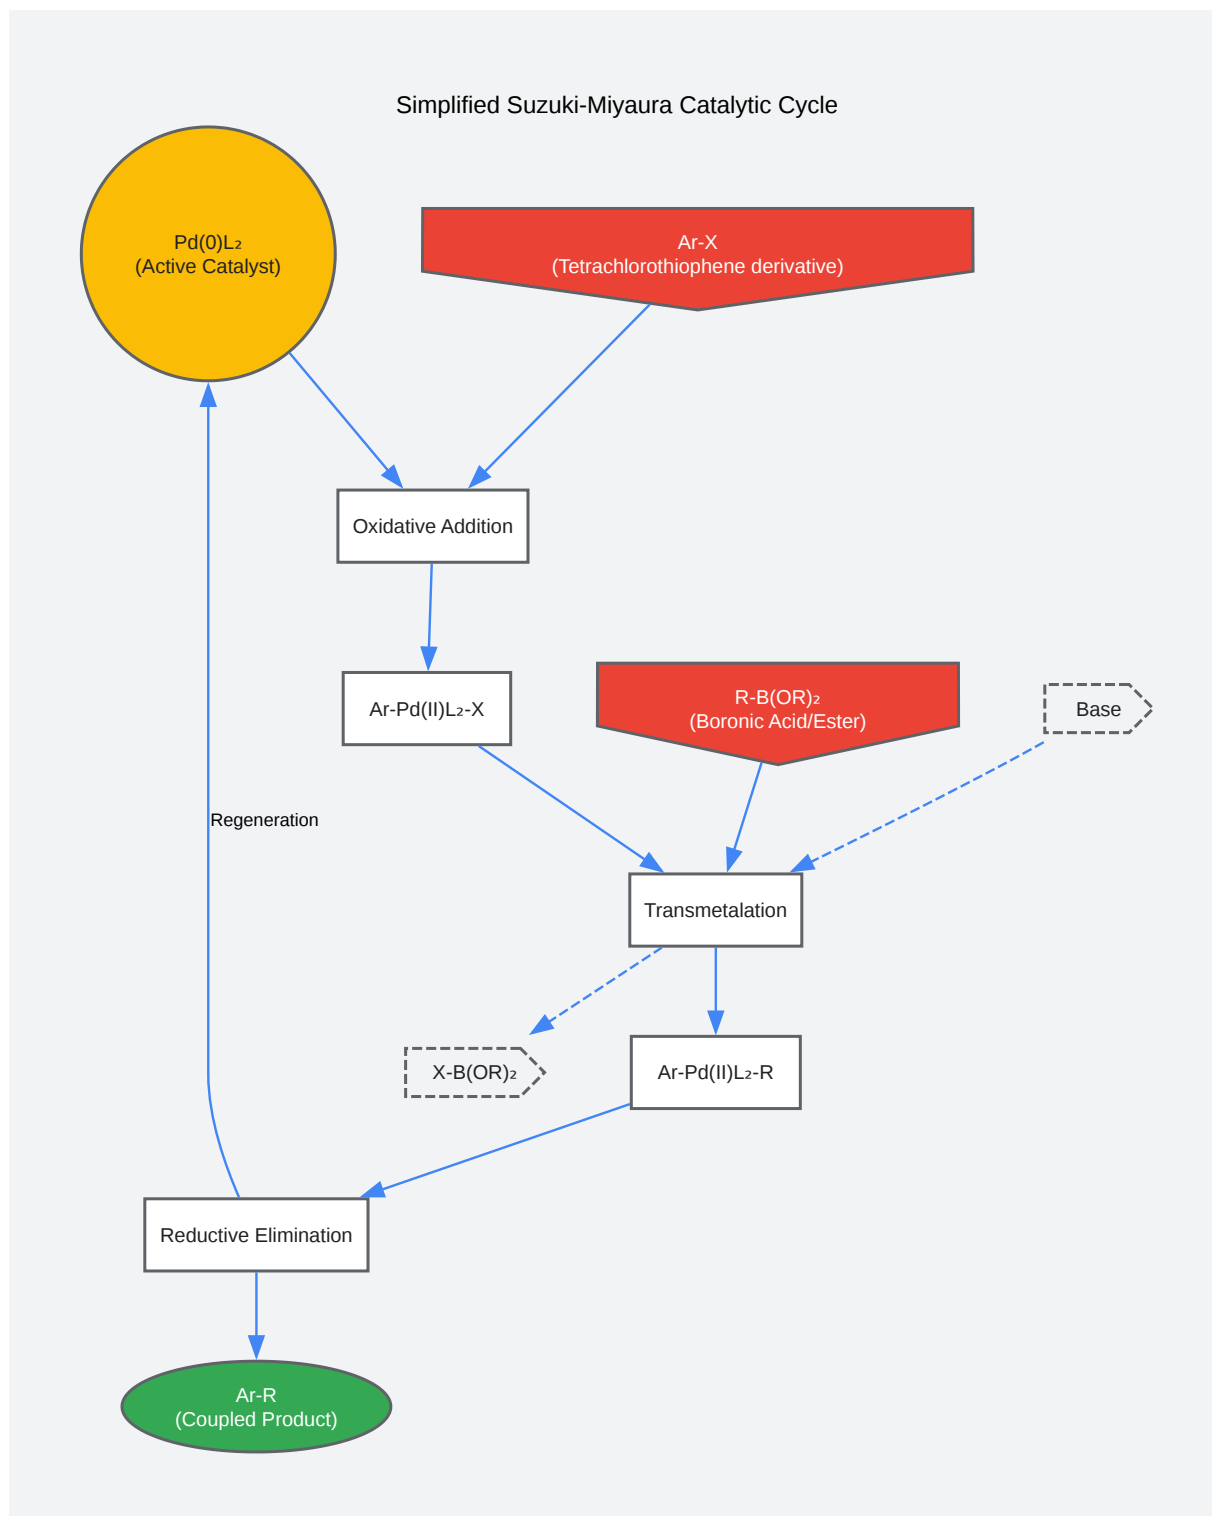 Simplified Suzuki-Miyaura Catalytic Cycle
Pd(0)L₂
(Active Catalyst)
Ar-X
(Tetrachlorothiophene derivative)
Oxidative Addition
Ar-Pd(II)L₂-X
R-B(OR)₂
(Boronic Acid/Ester)
Base
Regeneration
Transmetalation
X-B(OR)₂
Ar-Pd(II)L₂-R
Reductive Elimination
Ar-R
(Coupled Product)